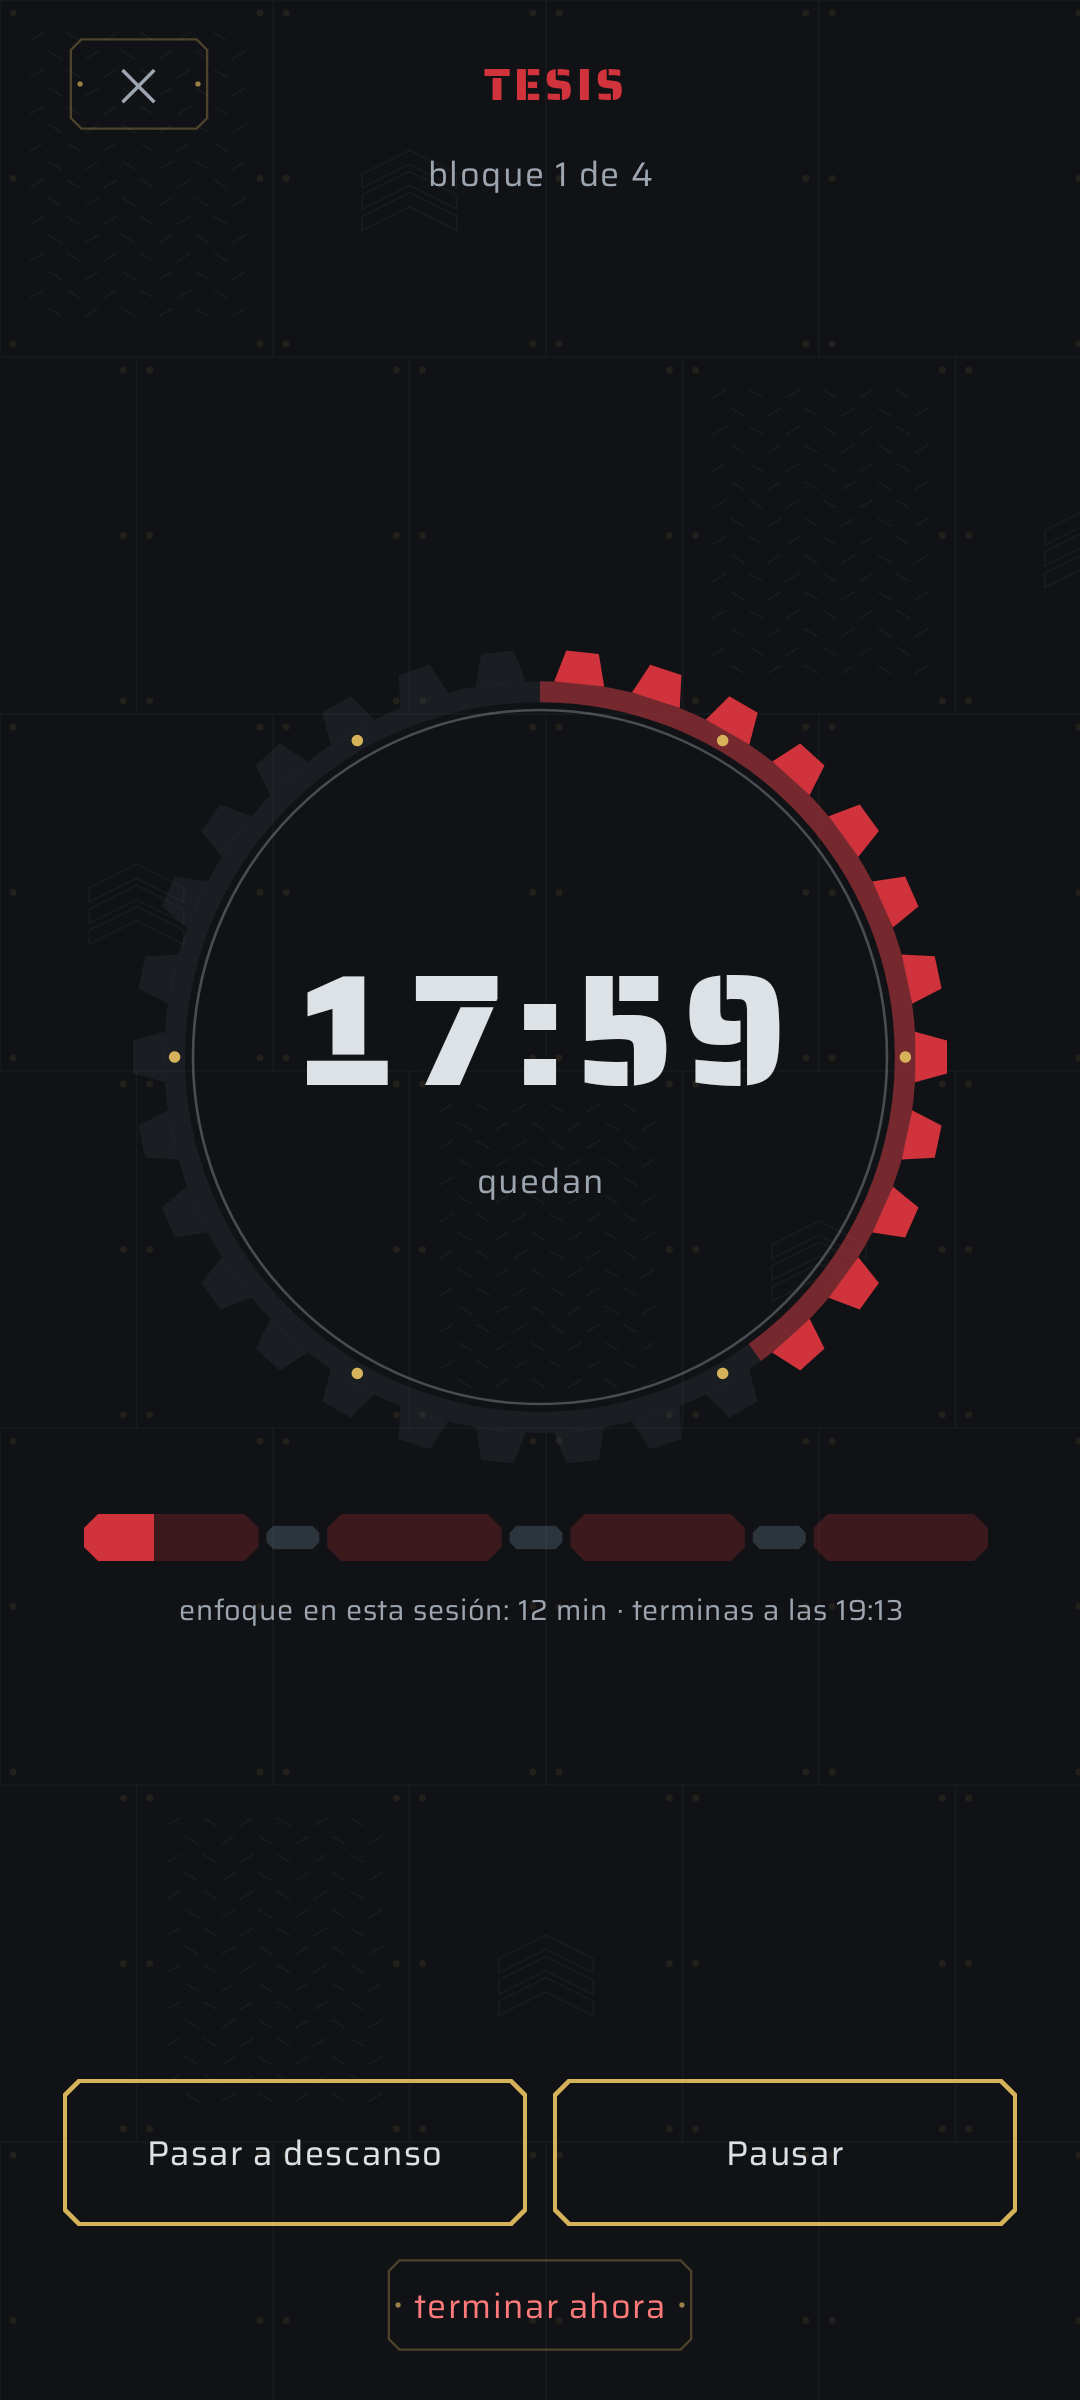 TESIS
bloque 1 de 4
17:59
quedan
enfoque en esta sesión: 12 min · terminas a las 19:13
Pasar a descanso
Pausar
terminar ahora